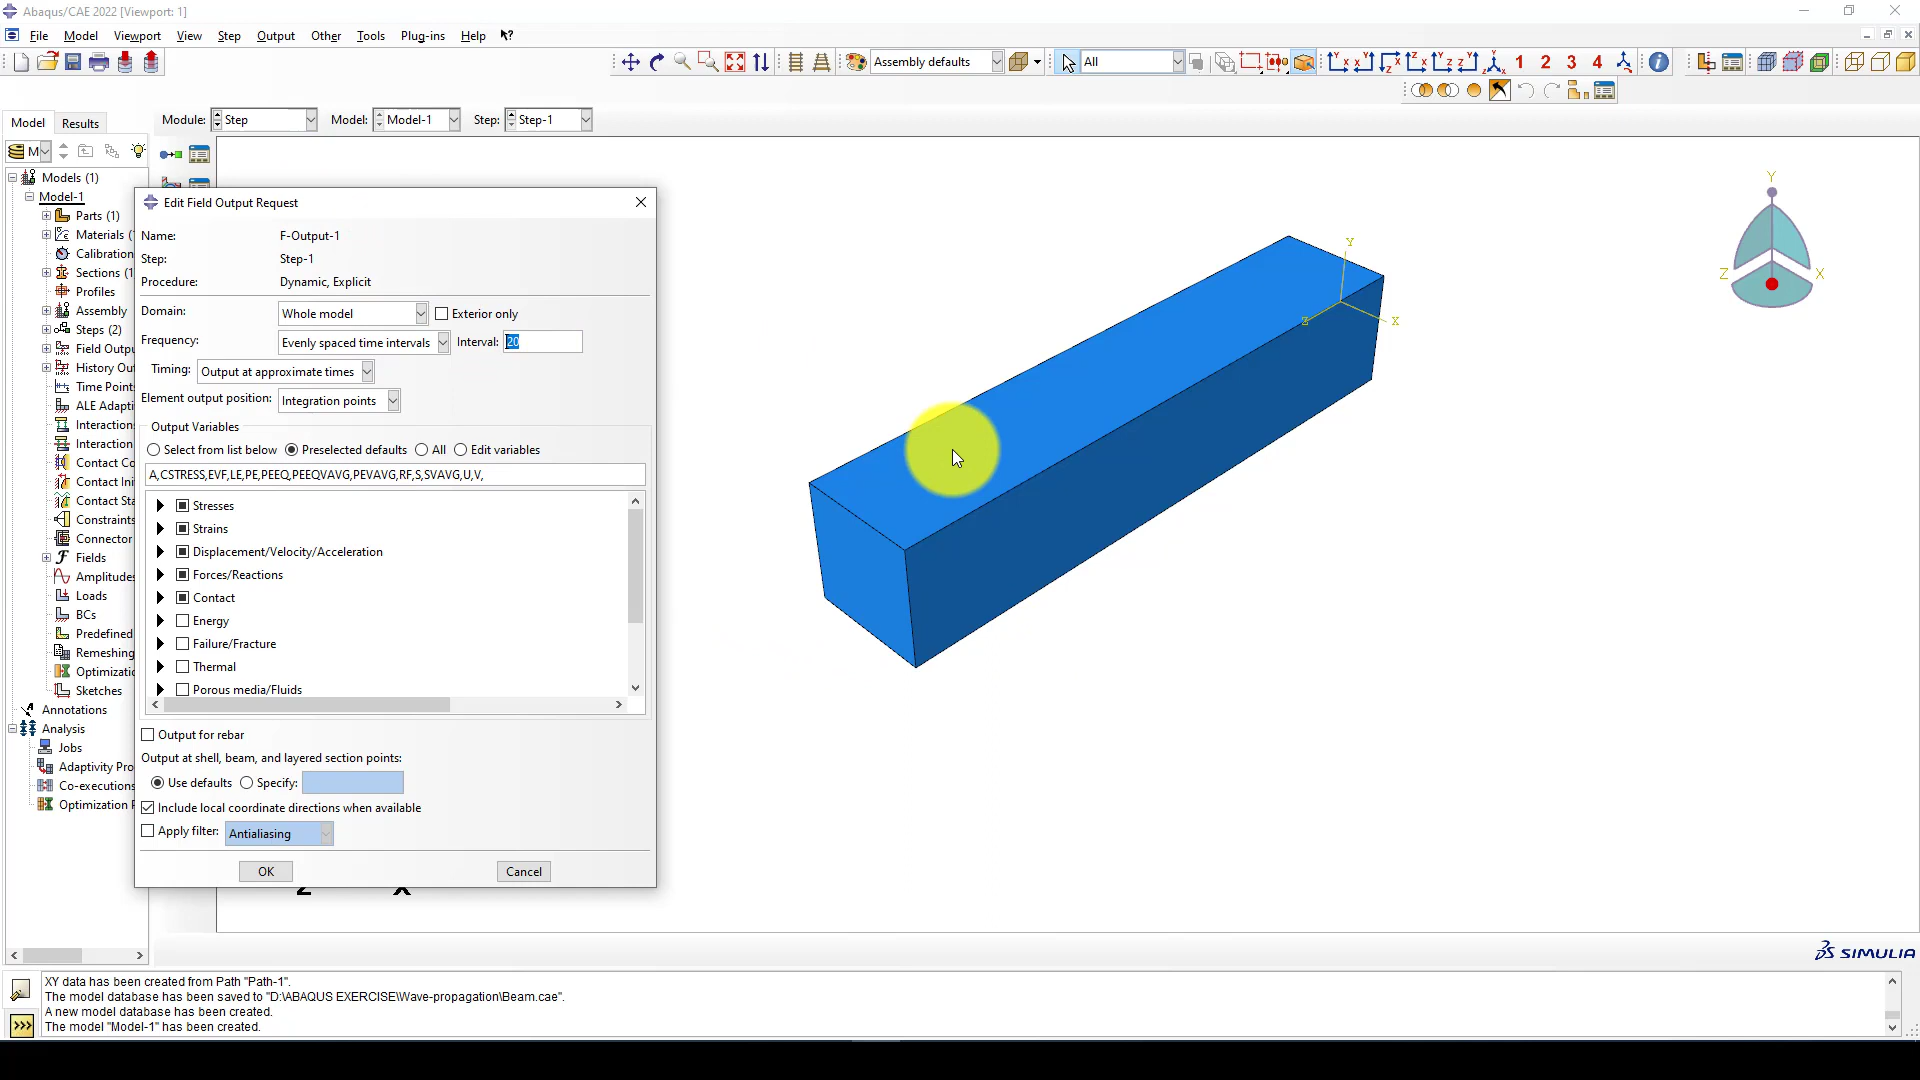 Abaqus/CAE 2022 [Viewport: 1]
File Model Viewport View Step Output Other Tools Plug-ins Help
Assembly defaults All 1 2 3 4
Model Results Module: Step Model: Model-1 Step: Step-1
M
Models (1)
Model-1
Parts (1)
Materials (
Calibration
Sections (1
Profiles
Assembly
Steps (2)
Field Outpu
History Ou
Time Points
ALE Adapti
Interactions
Interaction
Contact Co
Contact Ini
Contact Sta
Constraints
Connector
Fields
Amplitudes
Loads
BCs
Predefined
Remeshing
Optimizatio
Sketches
Annotations
Analysis
Jobs
Adaptivity Pro
Co-executions
Optimization P
Edit Field Output Request
Name: F-Output-1
Step: Step-1
Procedure: Dynamic, Explicit
Domain: Whole model Exterior only
Frequency: Evenly spaced time intervals Interval: 20
Timing: Output at approximate times
Element output position: Integration points
Output Variables
Select from list below Preselected defaults All Edit variables
A,CSTRESS,EVF,LE,PE,PEEQ,PEEQVAVG,PEVAVG,RF,S,SVAVG,U,V,
Stresses
Strains
Displacement/Velocity/Acceleration
Forces/Reactions
Contact
Energy
Failure/Fracture
Thermal
Porous media/Fluids
Output for rebar
Output at shell, beam, and layered section points:
Use defaults Specify:
Include local coordinate directions when available
Apply filter: Antialiasing
OK Cancel
Z X
Y
Z X
Y
Z X
SIMULIA
XY data has been created from Path "Path-1".
The model database has been saved to "D:\ABAQUS EXERCISE\Wave-propagation\Beam.cae".
A new model database has been created.
The model "Model-1" has been created.